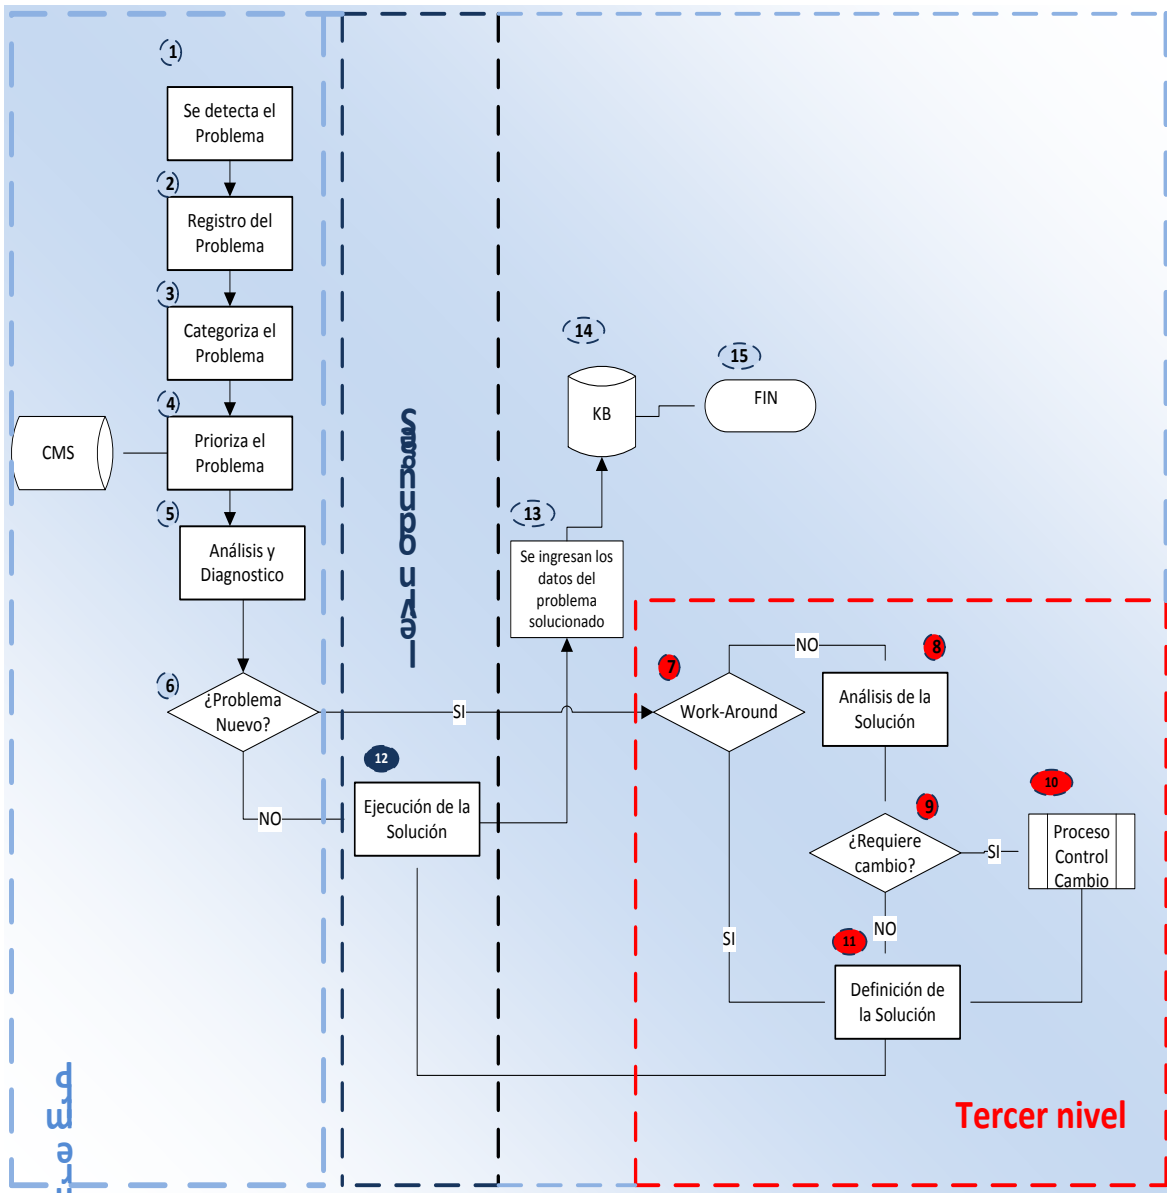 1
Se detecta el
Problema
2
Registro del
Problema
3
Categoriza el
Problema
4
Prioriza el
Problema
CMS
5
Análisis y
Diagnostico
6
¿Problema
Nuevo?
SI
NO
Segundo nivel
12
Ejecución de la
Solución
13
Se ingresan los
datos del
problema
solucionado
14
KB
15
FIN
7
Work-Around
NO
SI
8
Análisis de la
Solución
9
¿Requiere
cambio?
SI
NO
10
Proceso
Control
Cambio
11
Definición de
la Solución
Tercer nivel